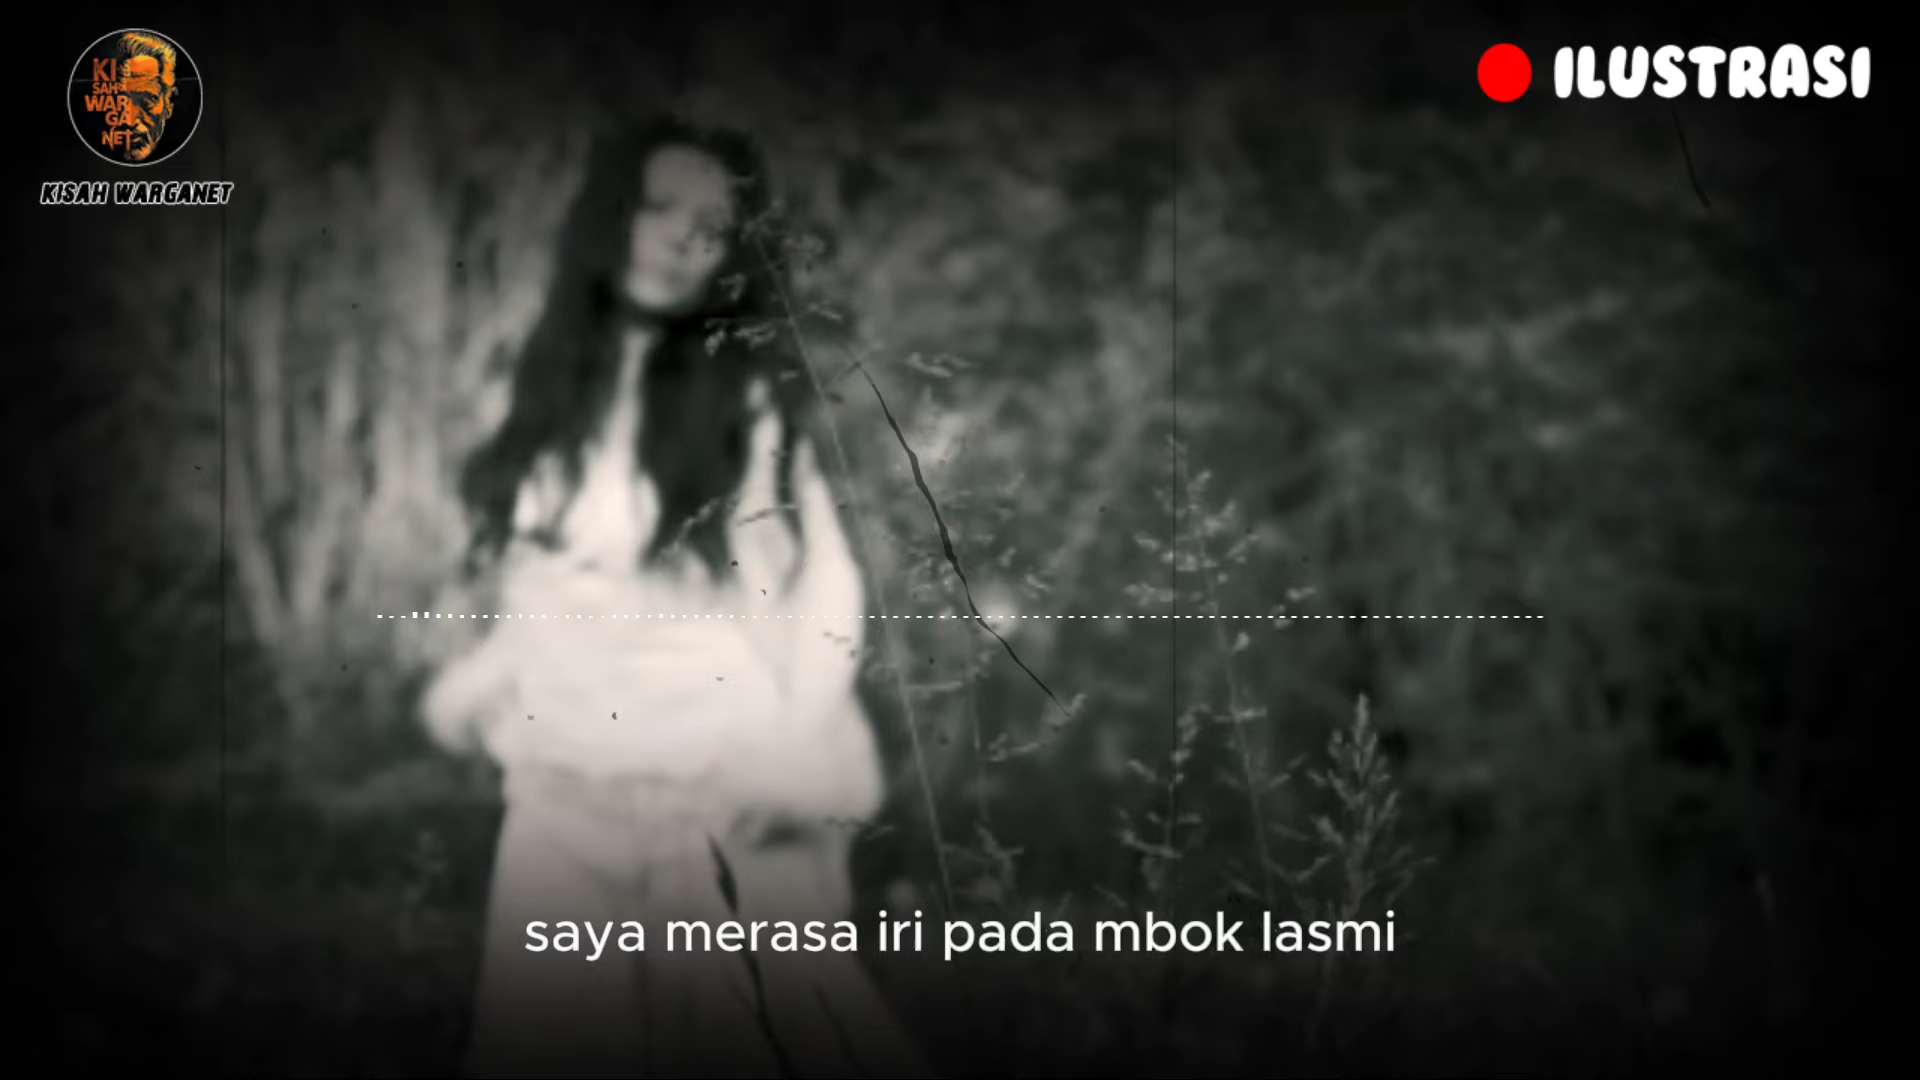 KI
SAH
WAR
GA
NET
KISAH WARGANET
ILUSTRASI
saya merasa iri pada mbok lasmi